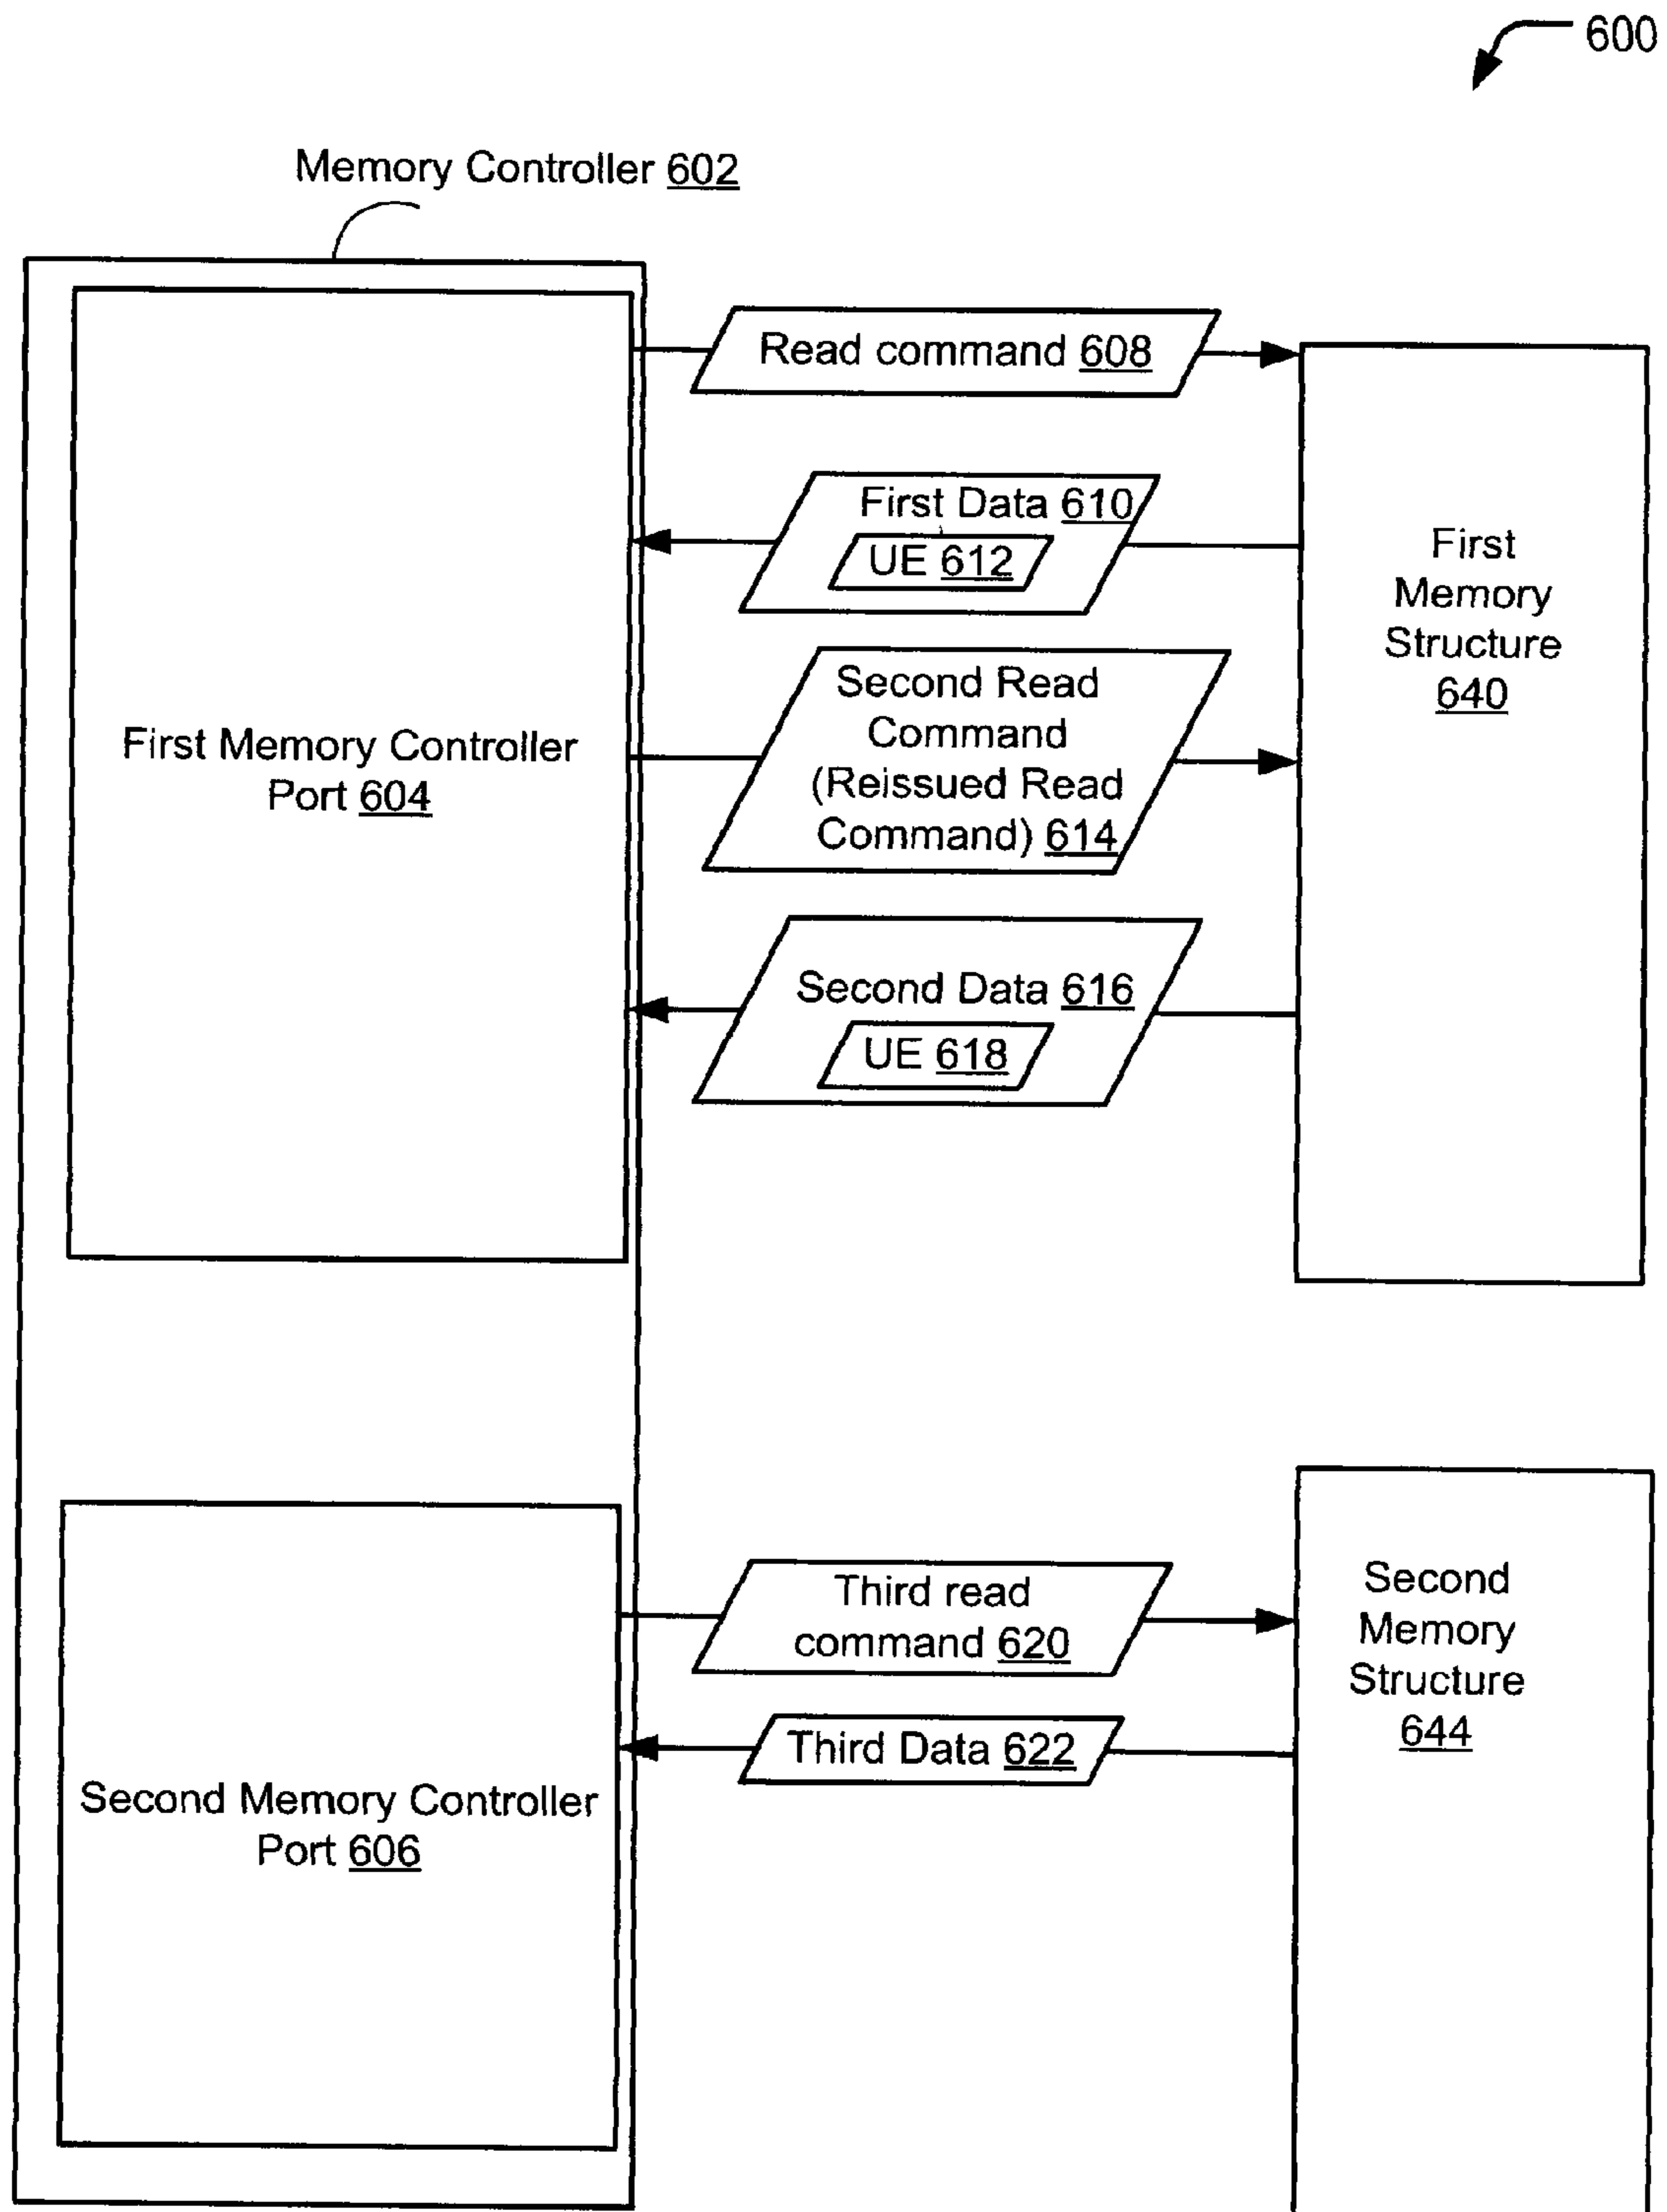 600
Memory Controller 602
Read command 608
First Data 610
UE 612
First
Memory
Structure
640
Second Read
Command
(Reissued Read
Command) 614
First Memory Controller
Port 604
Second Data 616
UE 618
Third read
command 620
Second
Memory
Structure
644
Third Data 622
Second Memory Controller
Port 606